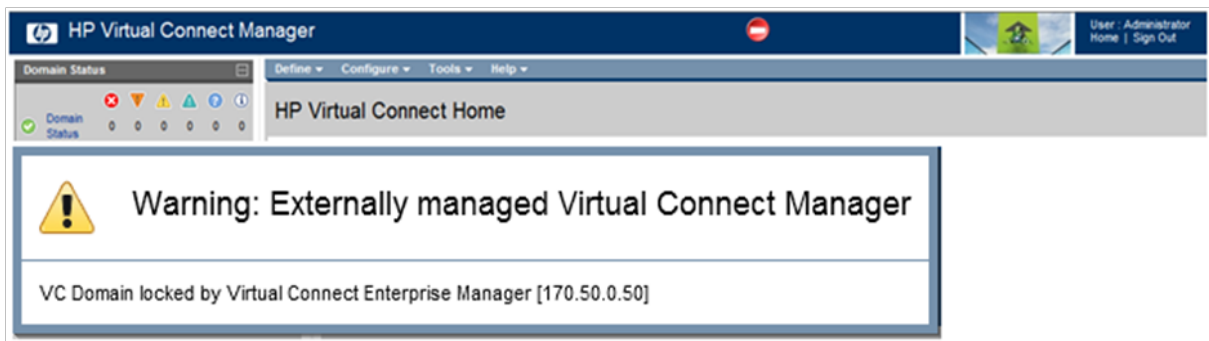 HP Virtual Connect Manager
User : Administrator
Home | Sign Out
Domain Status
Define Configure Tools Help
Domain Status 0 0 0 0 0 0
HP Virtual Connect Home
Warning: Externally managed Virtual Connect Manager
VC Domain locked by Virtual Connect Enterprise Manager [170.50.0.50]